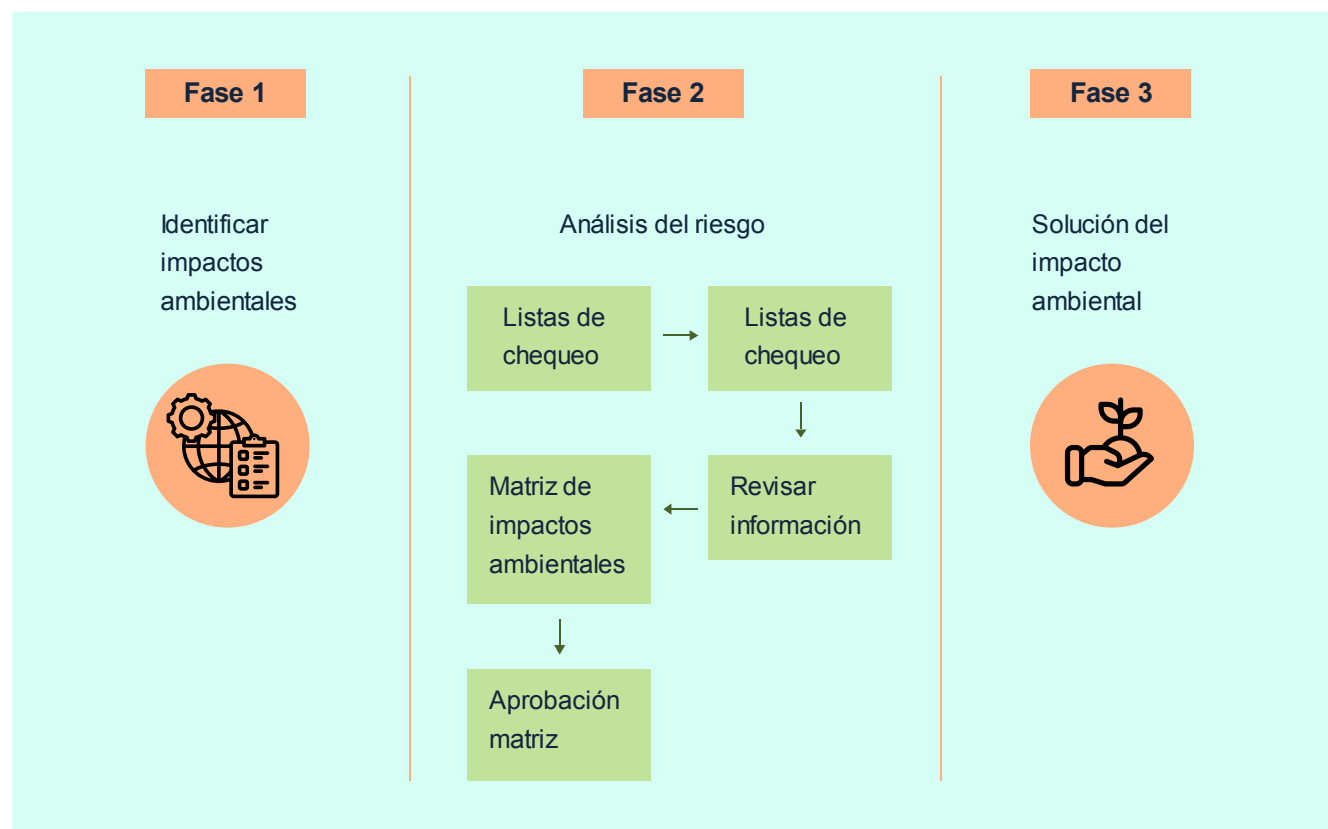 Fase 1
Identificar
impactos
ambientales
Fase 2
Análisis del riesgo
Listas de
chequeo
Listas de
chequeo
Revisar
información
Matriz de
impactos
ambientales
Aprobación
matriz
Fase 3
Solución del
impacto
ambiental